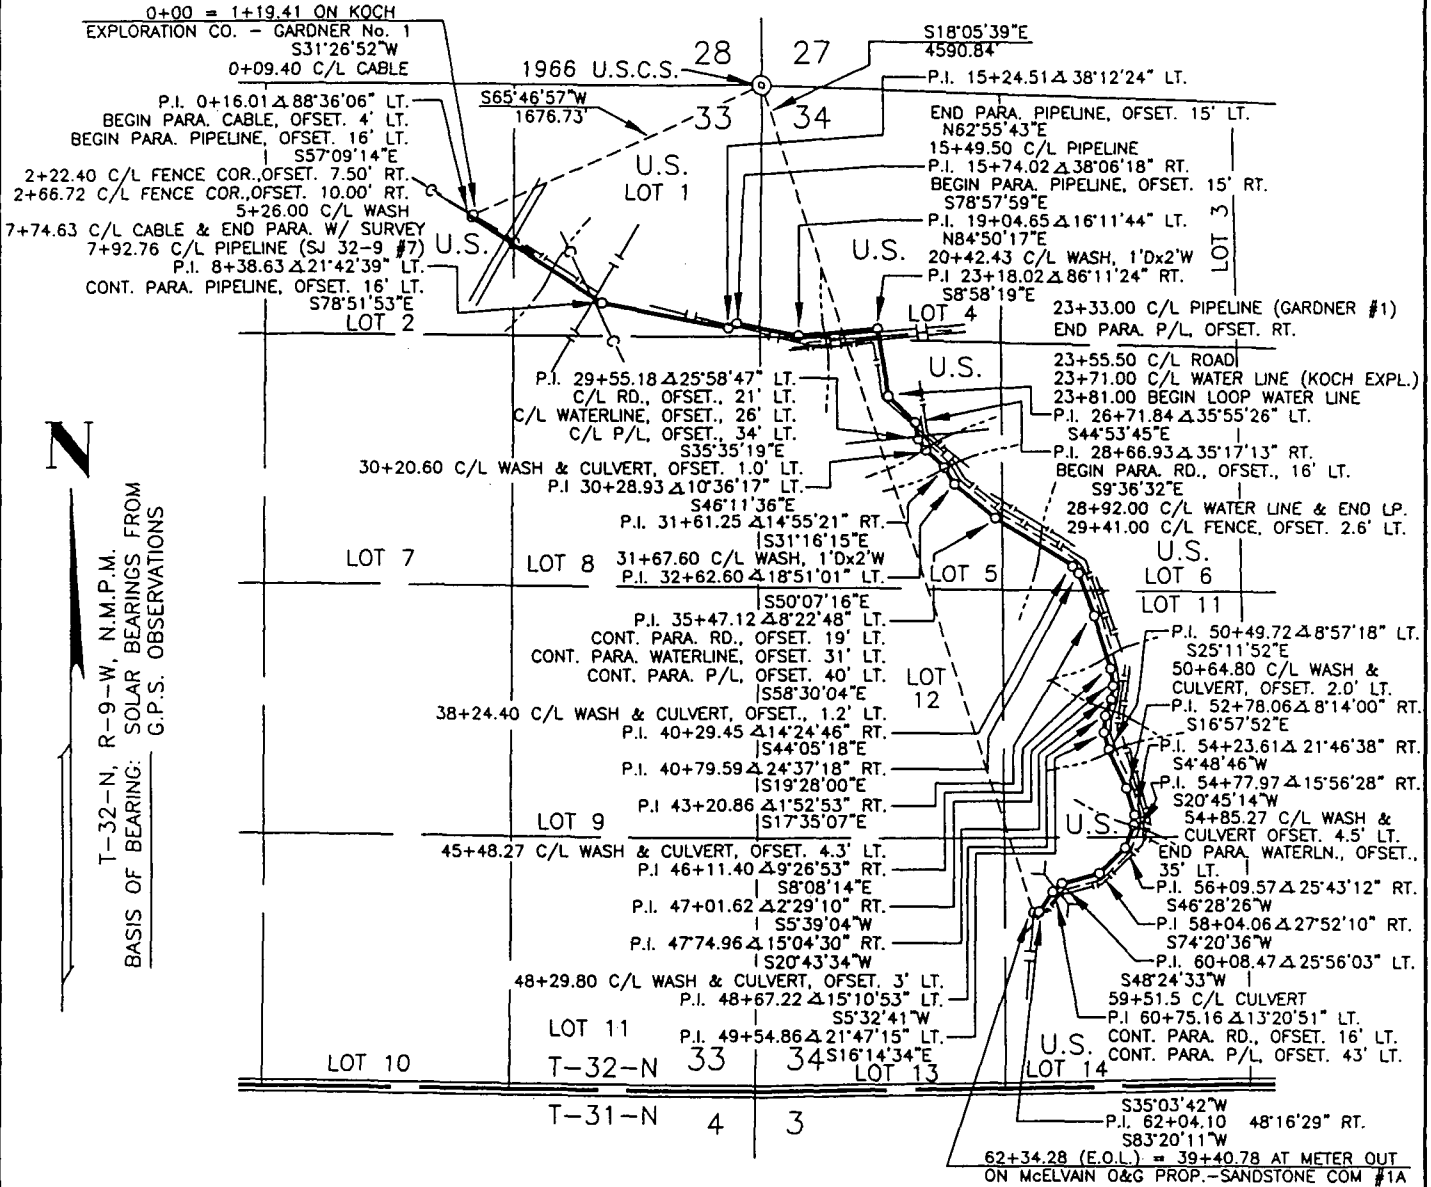 0+00 = 1+19.41 ON KOCH
EXPLORATION CO. - GARDNER No. 1
S31°26'52"W
0+09.40 C/L CABLE
P.I. 0+16.01 ∆ 88°36'06" LT.
BEGIN PARA. CABLE, OFFSET. 4' LT.
BEGIN PARA. PIPELINE, OFSET. 16' LT.
S57°09'14"E
2+22.40 C/L FENCE COR.,OFSET. 7.50' RT.
2+66.72 C/L FENCE COR.,OFSET. 10.00' RT.
5+26.00 C/L WASH
7+74.63 C/L CABLE & END PARA. W/ SURVEY
7+92.76 C/L PIPELINE (SJ 32-9 #7)
P.I. 8+38.63 ∆ 21°42'39" LT.
CONT. PARA. PIPELINE, OFSET. 16' LT.
S78°51'53"E
LOT 2
1966 U.S.C.S.
S65°46'57"W
1676.73'
28
27
33
34
U.S.
LOT 1
U.S.
S18°05'39"E
4590.84'
P.I. 15+24.51 ∆ 38°12'24" LT.
END PARA. PIPELINE, OFSET. 15' LT.
N62°55'43"E
15+49.50 C/L PIPELINE
P.I. 15+74.02 ∆ 38°06'18" RT.
BEGIN PARA. PIPELINE, OFSET. 15' RT.
S78°57'59"E
P.I. 19+04.65 ∆ 16°11'44" LT.
N84°50'17"E
20+42.43 C/L WASH, 1'Dx2'W
P.I 23+18.02 ∆ 86°11'24" RT.
S8°58'19"E
U.S.
LOT 3
LOT 4
23+33.00 C/L PIPELINE (GARDNER #1)
END PARA. P/L, OFSET. RT.
U.S.
23+55.50 C/L ROAD
23+71.00 C/L WATER LINE (KOCH EXPL.)
23+81.00 BEGIN LOOP WATER LINE
P.I. 26+71.84 ∆ 35°55'26" LT.
S44°53'45"E
P.I. 28+66.93 ∆ 35°17'13" RT.
BEGIN PARA. RD., OFSET., 16' LT.
S9°36'32"E
28+92.00 C/L WATER LINE & END LP.
29+41.00 C/L FENCE, OFSET. 2.6' LT.
P.I. 29+55.18 ∆ 25°58'47" LT.
C/L RD., OFSET., 21' LT.
C/L WATERLINE, OFSET., 26' LT.
C/L P/L, OFSET., 34' LT.
S35°35'19"E
30+20.60 C/L WASH & CULVERT, OFSET. 1.0' LT.
P.I 30+28.93 ∆ 10°36'17" LT.
S46°11'36"E
P.I. 31+61.25 ∆ 14°55'21" RT.
S31°16'15"E
31+67.60 C/L WASH, 1'Dx2'W
P.I. 32+62.60 ∆ 18°51'01" LT.
S50°07'16"E
P.I. 35+47.12 ∆ 8°22'48" LT.
CONT. PARA. RD., OFSET. 19' LT.
CONT. PARA. WATERLINE, OFSET. 31' LT.
CONT. PARA. P/L, OFSET. 40' LT.
S58°30'04"E
38+24.40 C/L WASH & CULVERT, OFSET., 1.2' LT.
P.I. 40+29.45 ∆ 14°24'46" RT.
S44°05'18"E
P.I. 40+79.59 ∆ 24°37'18" RT.
S19°28'00"E
P.I 43+20.86 ∆ 1°52'53" RT.
S17°35'07"E
45+48.27 C/L WASH & CULVERT, OFSET. 4.3' LT.
P.I 46+11.40 ∆ 9°26'53" RT.
S8°08'14"E
P.I. 47+01.62 ∆ 2°29'10" RT.
S5°39'04"W
P.I. 47*74.96 ∆ 15°04'30" RT.
S20°43'34"W
48+29.80 C/L WASH & CULVERT, OFSET. 3' LT.
P.I. 48+67.22 ∆ 15°10'53" LT.
S5°32'41"W
P.I. 49+54.86 ∆ 21°47'15" LT.
S16°14'34"E
N
T-32-N, R-9-W, N.M.P.M.
BASIS OF BEARING: SOLAR BEARINGS FROM
G.P.S. OBSERVATIONS
LOT 7
LOT 8
LOT 5
U.S.
LOT 6
LOT 11
LOT
12
LOT 9
U.S.
P.I. 50+49.72 ∆ 8°57'18" LT.
S25°11'52"E
50+64.80 C/L WASH &
CULVERT, OFSET. 2.0' LT.
P.I. 52+78.06 ∆ 8°14'00" RT.
S16°57'52"E
P.I. 54+23.61 ∆ 21°46'38" RT.
S4°48'46"W
P.I. 54+77.97 ∆ 15°56'28" RT.
S20°45'14"W
54+85.27 C/L WASH &
CULVERT OFSET. 4.5' LT.
END PARA. WATERLN., OFSET.,
35' LT.
P.I. 56+09.57 ∆ 25°43'12" RT.
S46°28'26"W
P.I 58+04.06 ∆ 27°52'10" RT.
S74°20'36"W
P.I. 60+08.47 ∆ 25°56'03" LT.
S48°24'33"W
59+51.5 C/L CULVERT
P.I 60+75.16 ∆ 13°20'51" LT.
CONT. PARA. RD., OFSET. 16' LT.
CONT. PARA. P/L, OFSET. 43' LT.
LOT 10
LOT 11
T-32-N
33
34
LOT 13
U.S.
LOT 14
T-31-N
4
3
S35°03'42"W
P.I. 62+04.10 48°16'29" RT.
S83°20'11"W
62+34.28 (E.O.L.) = 39+40.78 AT METER OUT
ON McELVAIN O&G PROP.-SANDSTONE COM #1A